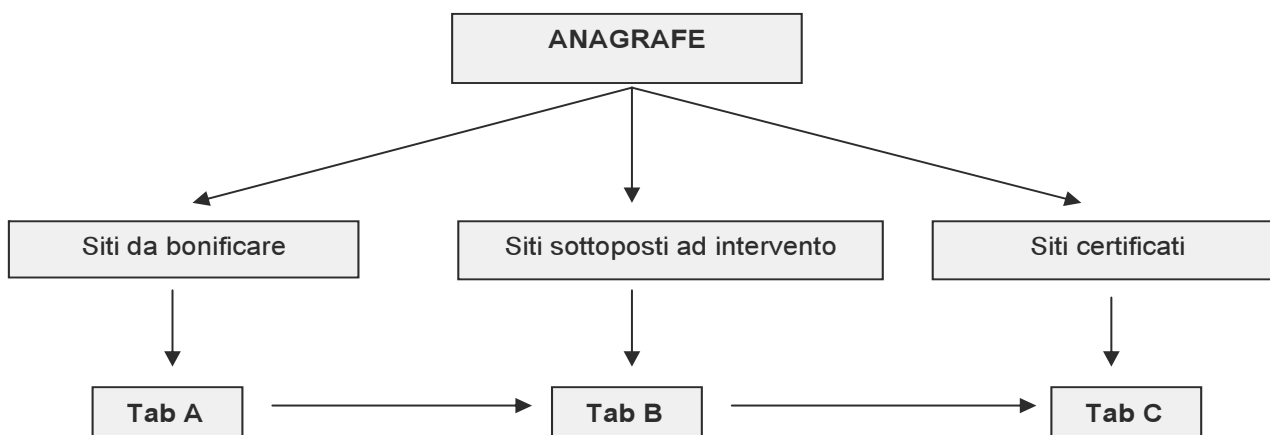 ANAGRAFE
Siti da bonificare
Siti sottoposti ad intervento
Siti certificati
Tab A
Tab B
Tab C